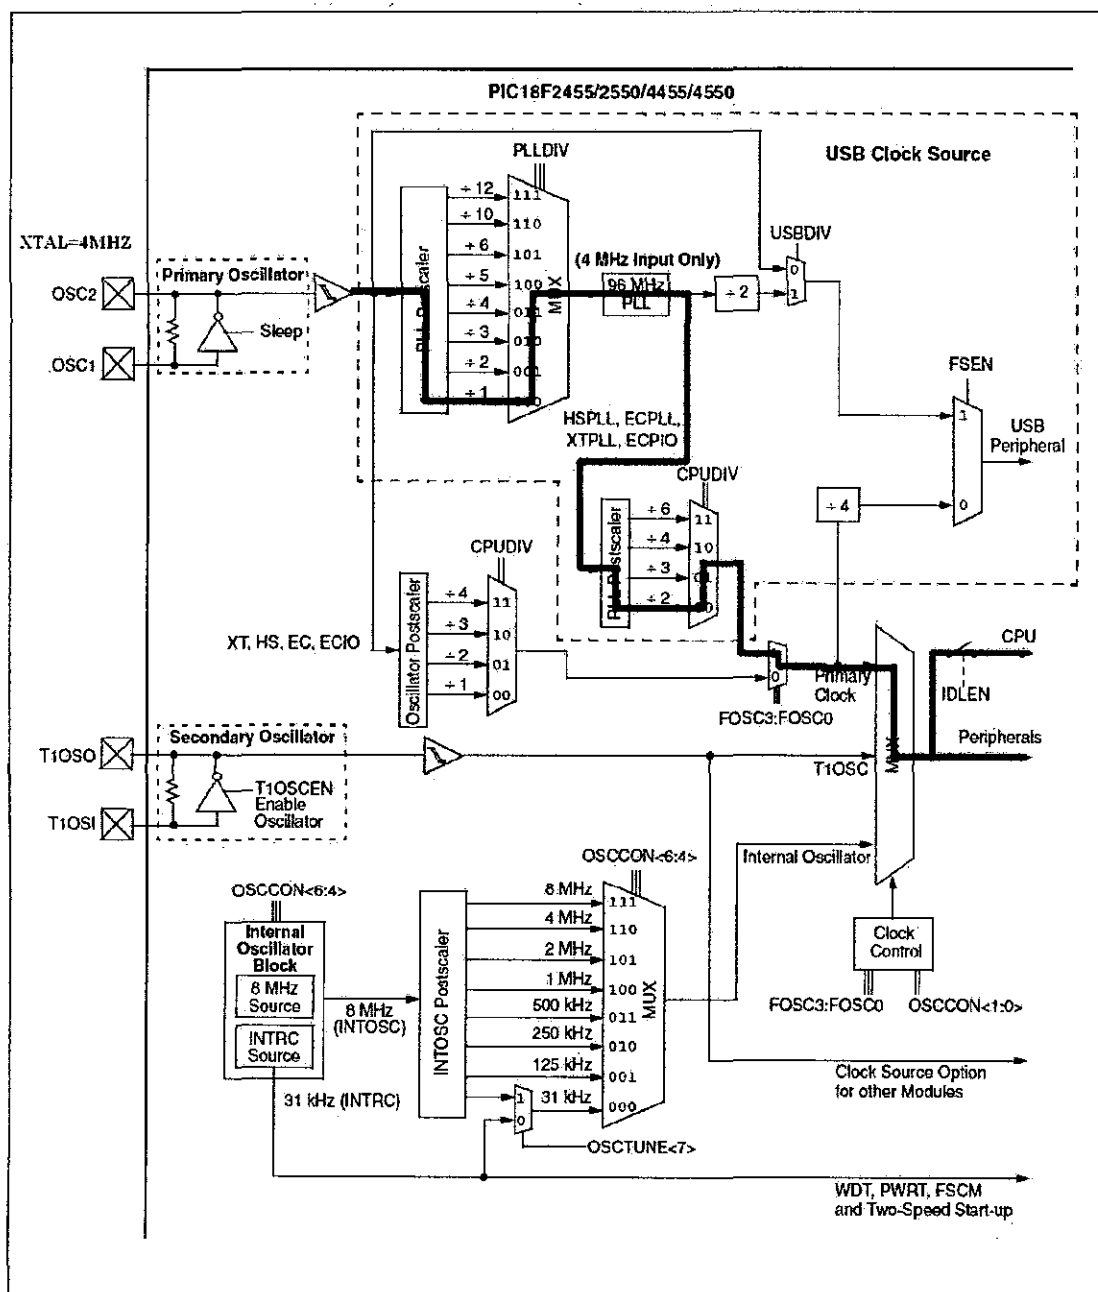 PIC18F2455/2550/4455/4550
USB Clock Source
PLLDIV
XTAL=4MHZ
OSC2
OSC1
Primary Oscillator
Sleep
÷ 12
÷ 10
÷ 6
÷ 5
÷ 4
÷ 3
÷ 2
÷ 1
111
110
101
100
011
010
001
MUX
(4 MHz Input Only)
96 MHz
PLL
÷ 2
USBDIV
0
1
FSEN
1
0
USB
Peripheral
HSPLL, ECPLL,
XTPLL, ECPIO
CPUDIV
PLL Postscaler
÷ 6
÷ 4
÷ 3
÷ 2
11
10
÷ 4
CPUDIV
XT, HS, EC, ECIO
Oscillator Postscaler
÷ 4
÷ 3
÷ 2
÷ 1
11
10
01
00
0
FOSC3:FOSC0
Primary
Clock
CPU
IDLEN
Peripherals
MUX
Secondary Oscillator
T1OSO
T1OSI
T1OSCEN
Enable
Oscillator
T1OSC
Internal Oscillator
OSCCON<6:4>
OSCCON<6:4>
Internal
Oscillator
Block
8 MHz
Source
INTRC
Source
8 MHz
(INTOSC)
31 kHz (INTRC)
INTOSC Postscaler
8 MHz
4 MHz
2 MHz
1 MHz
500 kHz
250 kHz
125 kHz
31 kHz
1
0
111
110
101
100
011
010
001
000
MUX
OSCTUNE<7>
Clock
Control
FOSC3:FOSC0
OSCCON<1:0>
Clock Source Option
for other Modules
WDT, PWRT, FSCM
and Two-Speed Start-up